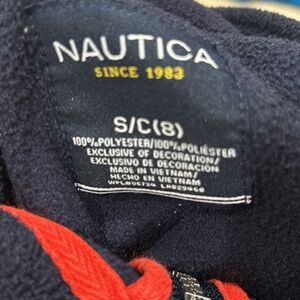 NAUTICA
SINCE 1983
S/C(8)
100%POLYESTER/100%POLIÉSTER
EXCLUSIVE OF DECORATION/
EXCLUSIVO DE DECORACIÓN
MADE IN VIETNAM/
HECHO EN VIETNAM